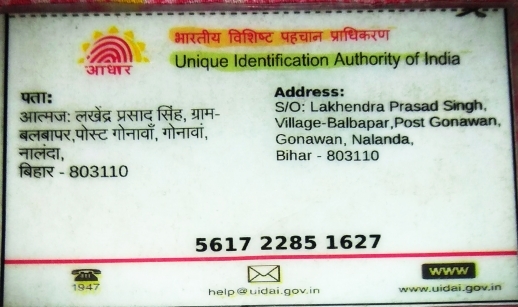 भारतीय विशिष्ट पहचान प्राधिकरण
आधार
Unique Identification Authority of India
पता:
आत्मज: लखेंद्र प्रसाद सिंह, ग्राम-
बलबापर,पोस्ट गोनावाँ, गोनावां,
नालंदा,
बिहार - 803110
Address:
S/O: Lakhendra Prasad Singh,
Village-Balbapar,Post Gonawan,
Gonawan, Nalanda,
Bihar - 803110
5617 2285 1627
1947
help@uidai.gov.in
www
www.uidai.gov.in